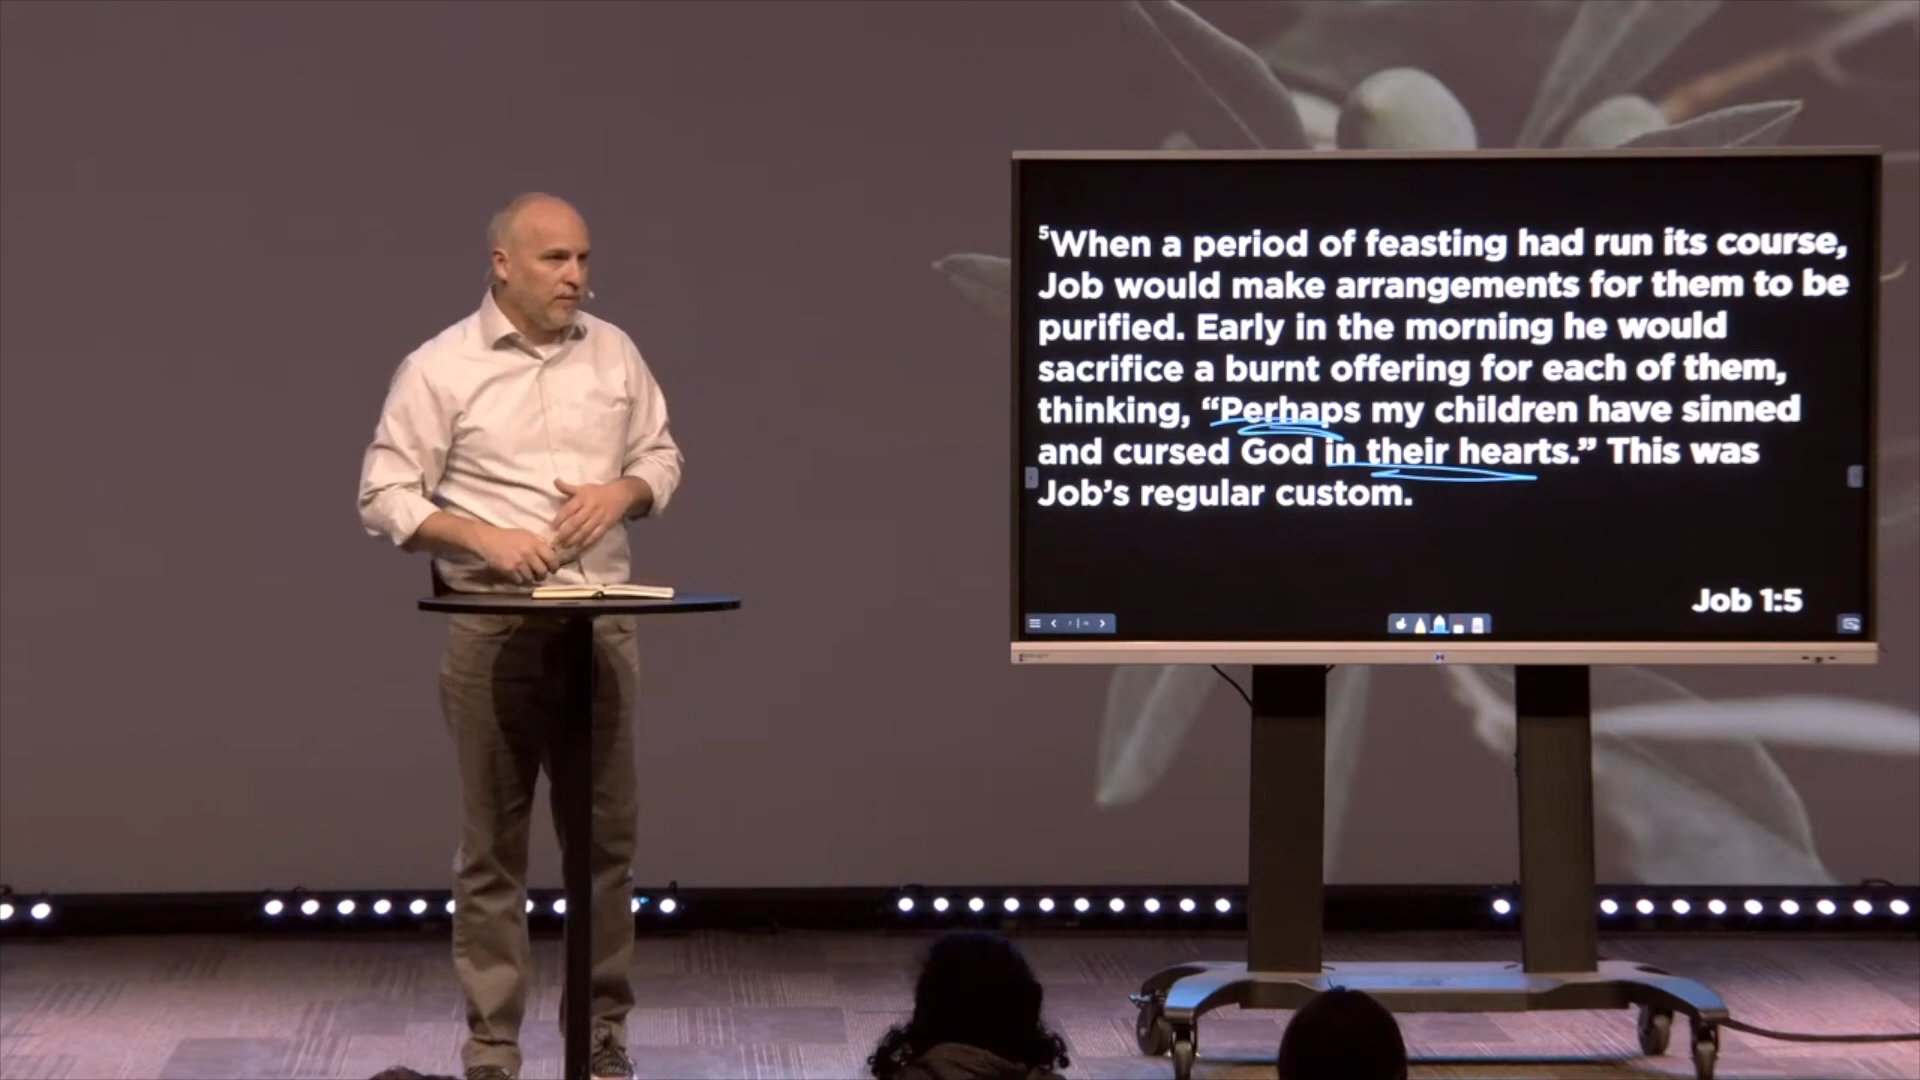 ⁵When a period of feasting had run its course,
Job would make arrangements for them to be
purified. Early in the morning he would
sacrifice a burnt offering for each of them,
thinking, “Perhaps my children have sinned
and cursed God in their hearts.” This was
Job’s regular custom.
Job 1:5